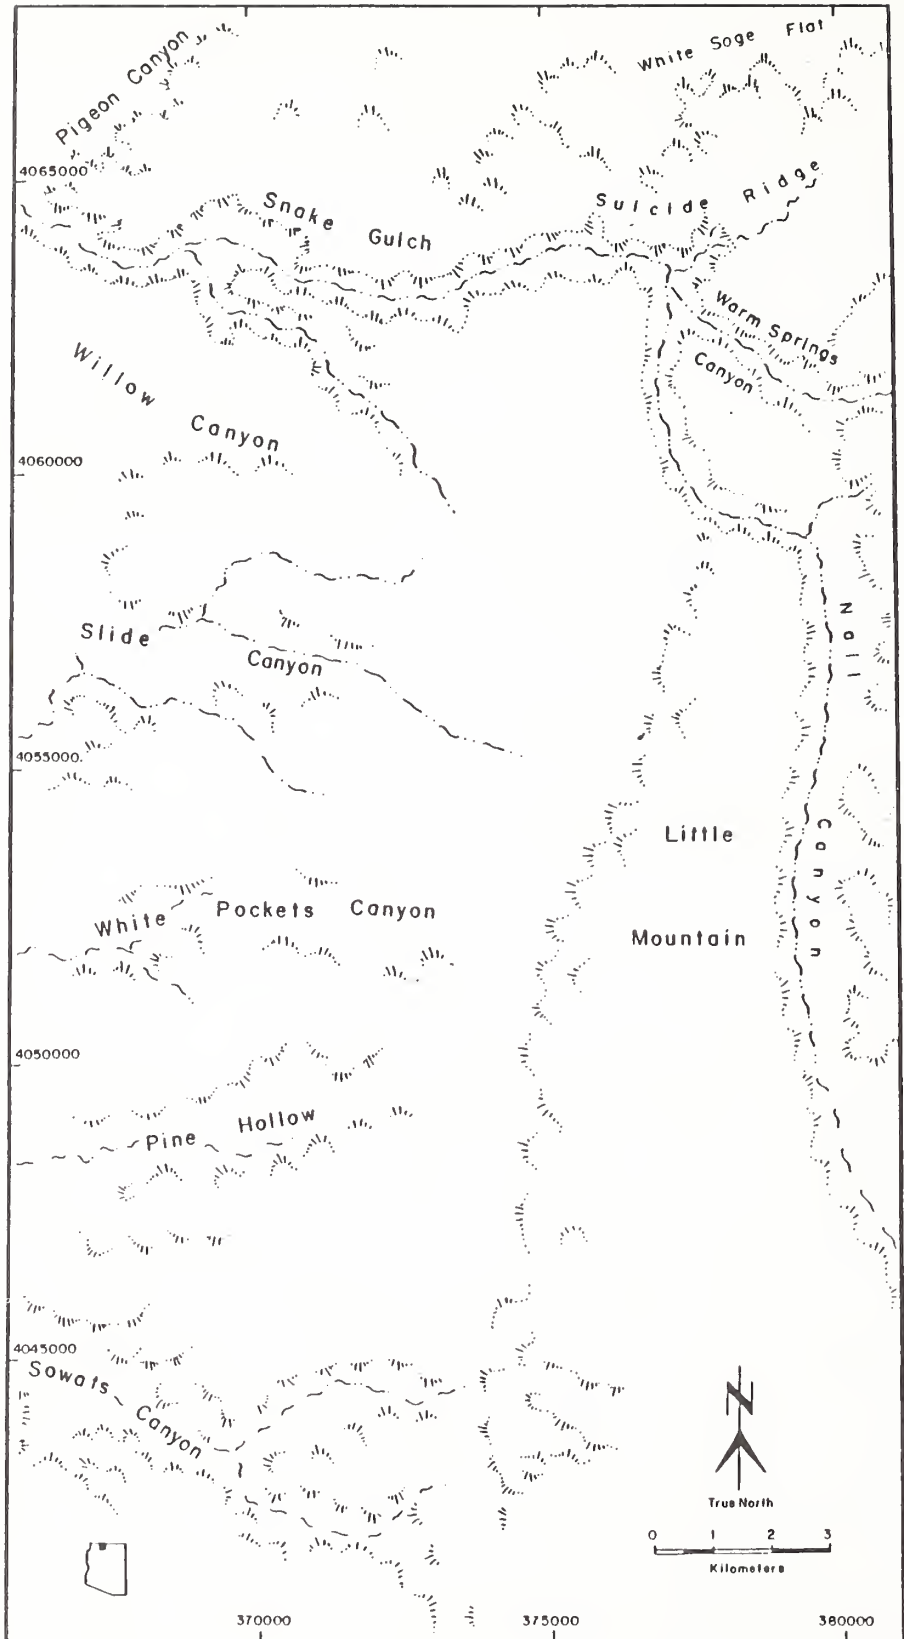 Pigeon Canyon
White Soge Flat
4065000
Snake Gulch
Suicide Ridge
Warm Springs
Canyon
Willow
Canyon
4060000
Nail
Canyon
Slide
Canyon
4055000
Little
Mountain
White Pockets Canyon
4050000
Pine Hollow
4045000
Sowats
Canyon
N
True North
0 1 2 3
Kilometers
370000 375000 380000